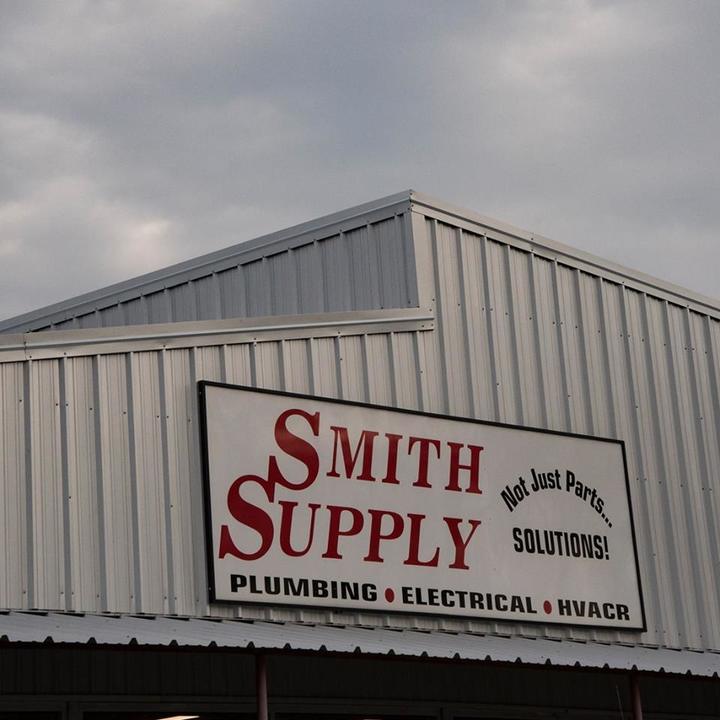 SMITH
SUPPLY
Not Just Parts...
SOLUTIONS!
PLUMBING • ELECTRICAL • HVACR